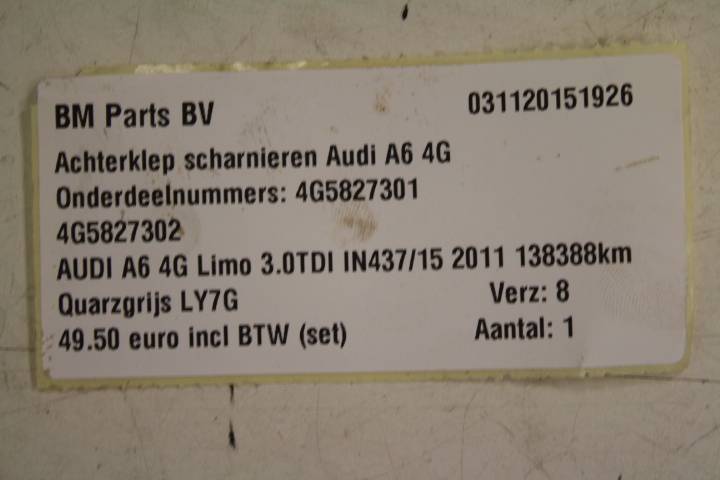 BM Parts BV 031120151926
Achterklep scharnieren Audi A6 4G
Onderdeelnummers: 4G5827301
4G5827302
AUDI A6 4G Limo 3.0TDI IN437/15 2011 138388km
Quarzgrijs LY7G Verz: 8
49.50 euro incl BTW (set) Aantal: 1